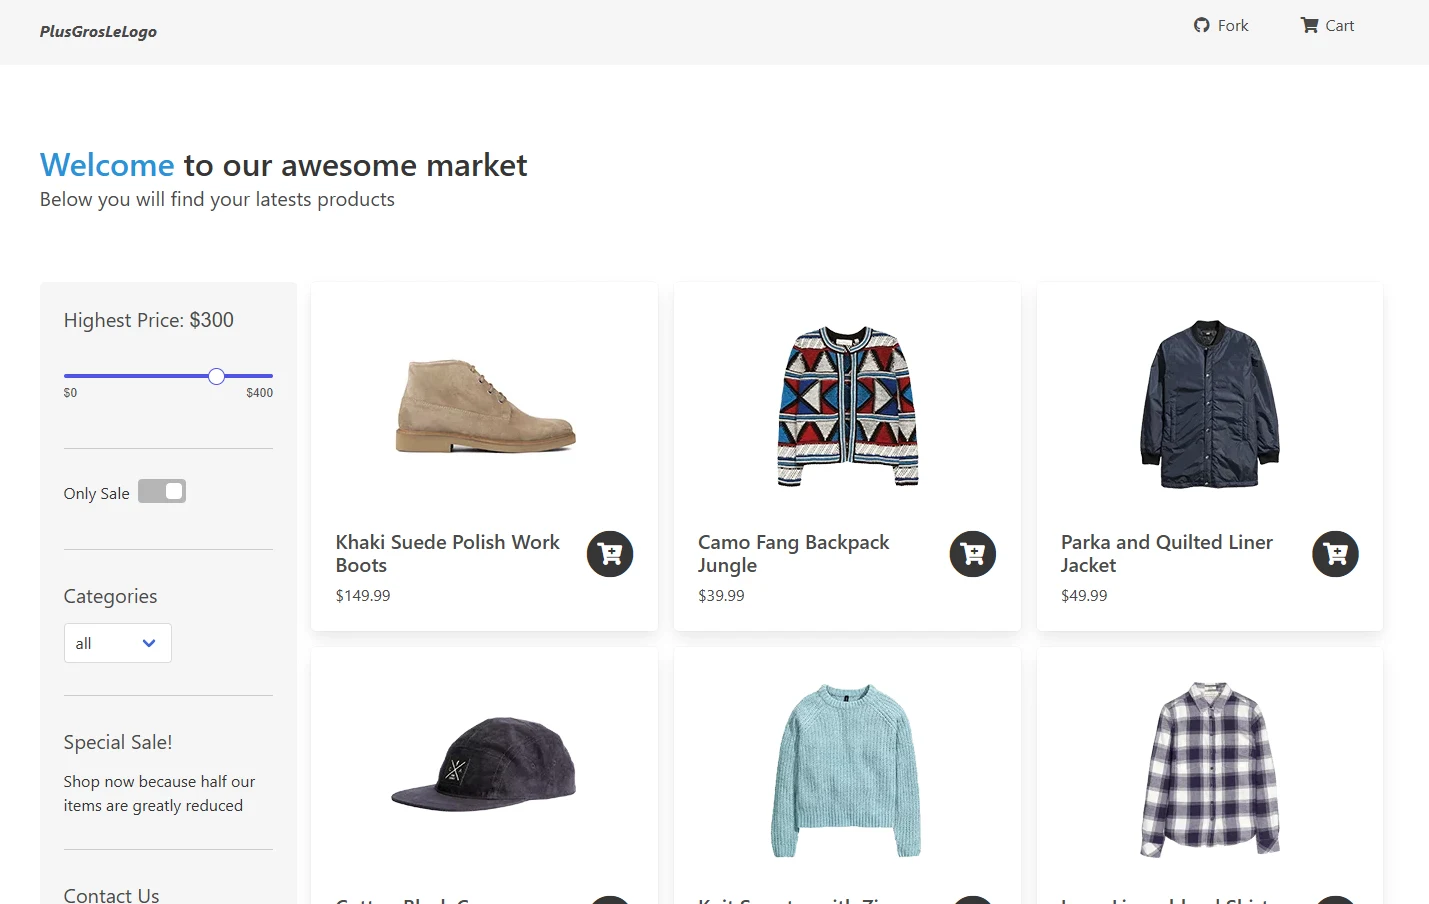 PlusGrosLeLogo
Fork
Cart
Welcome to our awesome market
Below you will find your latests products
Highest Price: $300
$0
$400
Only Sale
Categories
all
Special Sale!
Shop now because half our
items are greatly reduced
Contact Us
Khaki Suede Polish Work
Boots
$149.99
Camo Fang Backpack
Jungle
$39.99
Parka and Quilted Liner
Jacket
$49.99